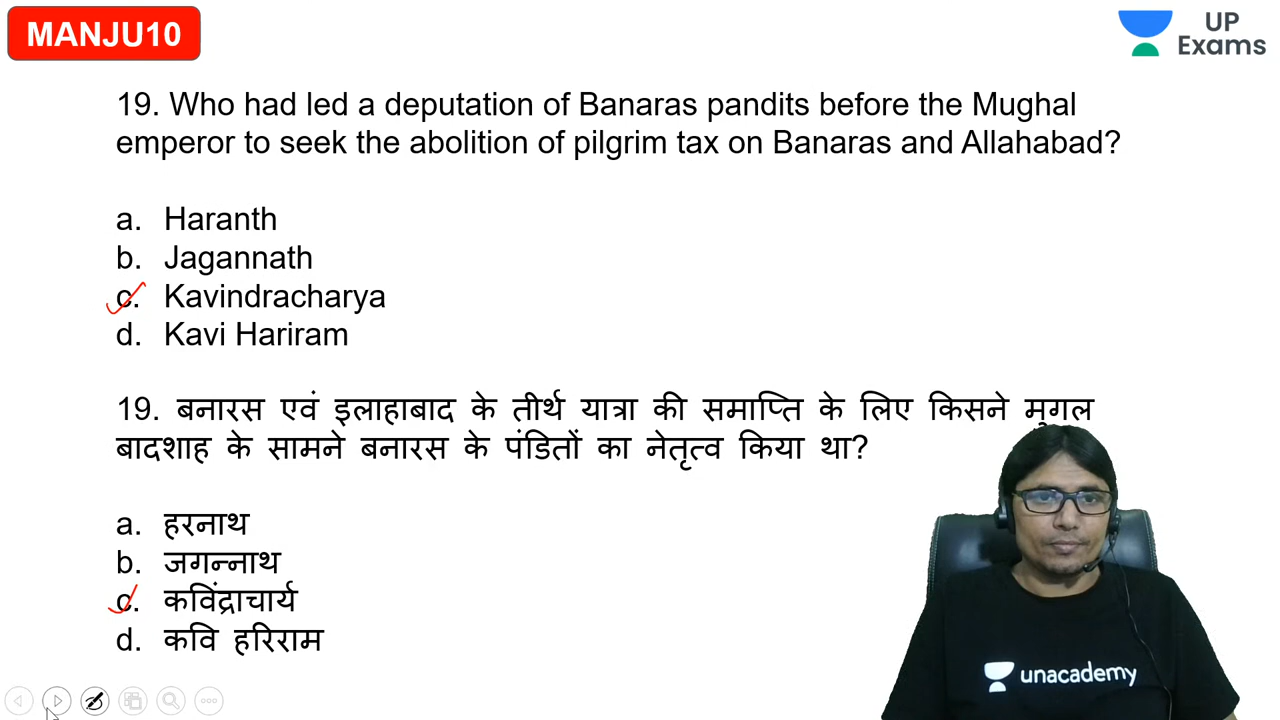 MANJU10
UP
Exams
19. Who had led a deputation of Banaras pandits before the Mughal
emperor to seek the abolition of pilgrim tax on Banaras and Allahabad?
a. Haranth
b. Jagannath
c. Kavindracharya
d. Kavi Hariram
19. बनारस एवं इलाहाबाद के तीर्थ यात्रा की समाप्ति के लिए किसने मुगल
बादशाह के सामने बनारस के पंडितों का नेतृत्व किया था?
a. हरनाथ
b. जगन्नाथ
c. कविंद्राचार्य
d. कवि हरिराम
unacademy